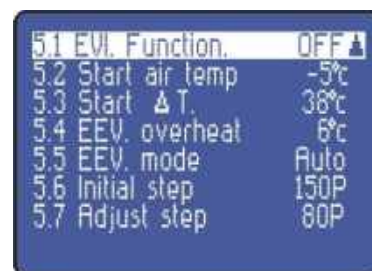 5.1 EVI. Function. OFF
5.2 Start air temp -5℃
5.3 Start ΔT. 38℃
5.4 EEV. overheat 6℃
5.5 EEV. mode Auto
5.6 Initial step 150P
5.7 Adjust step 80P